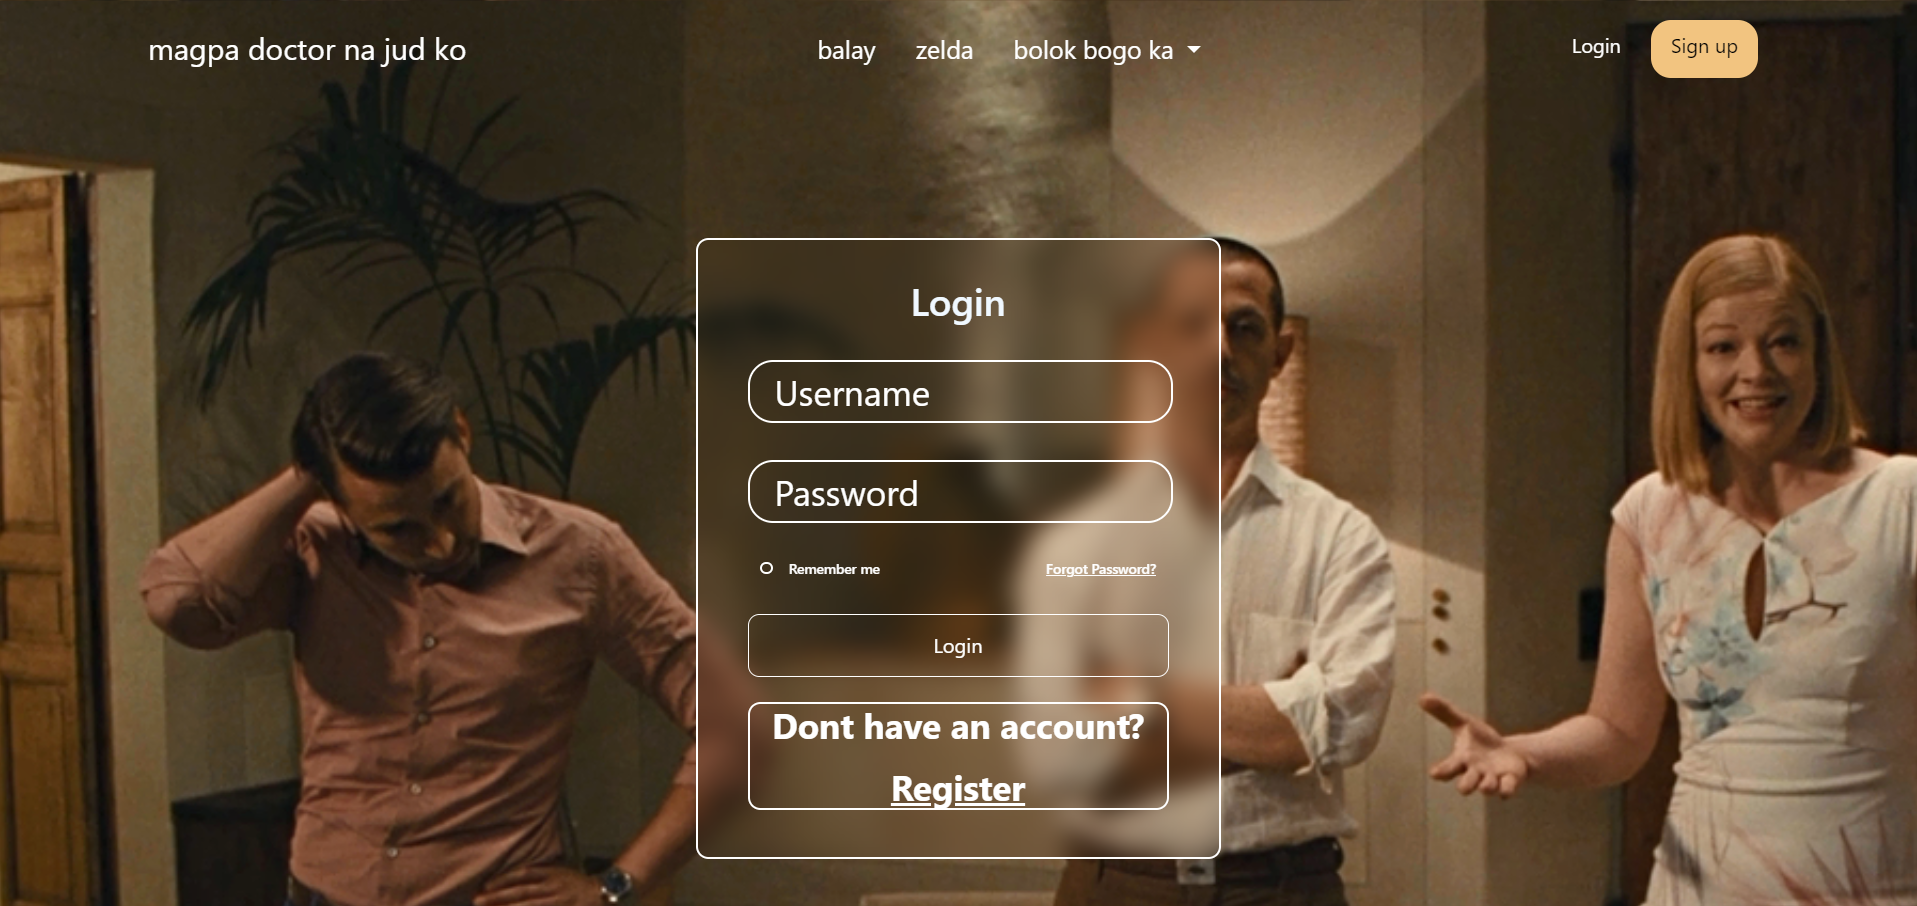 magpa doctor na jud ko
balay
zelda
bolok bogo ka
Login
Sign up
Login
Username
Password
Remember me
Forgot Password?
Login
Dont have an account?
Register